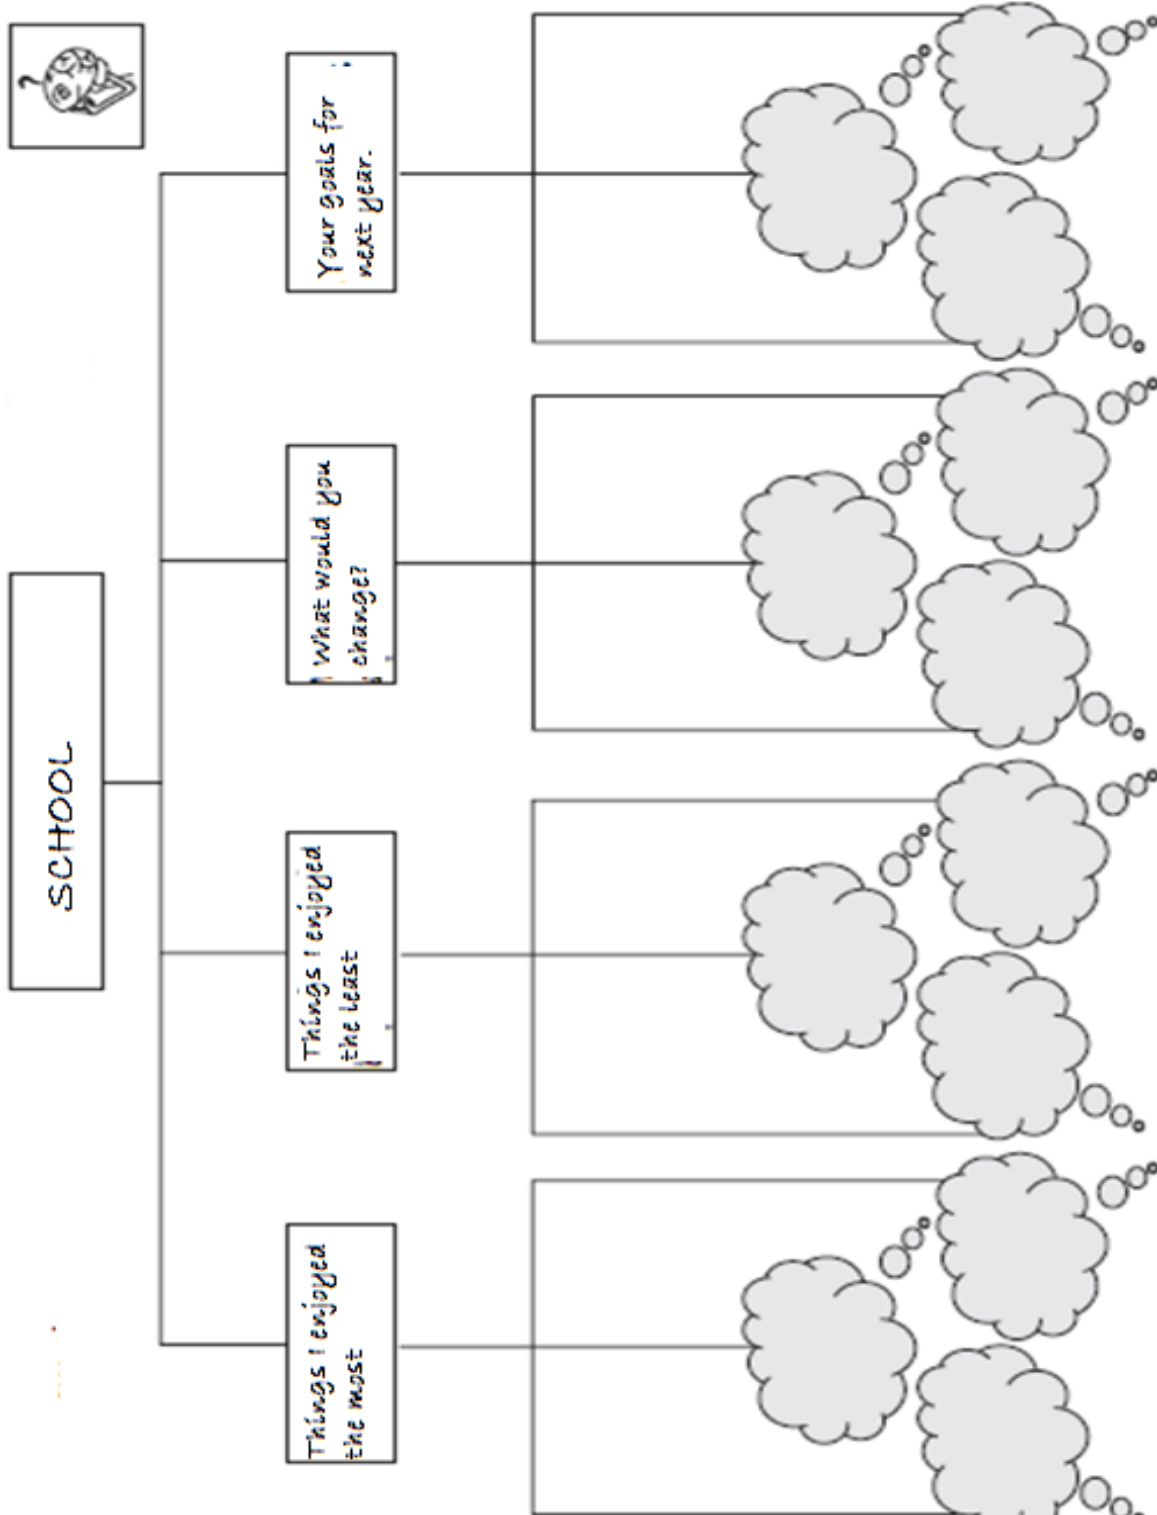 SCHOOL
Things I enjoyed
the most
Things I enjoyed
the least
What would you
change?
Your goals for
next year.